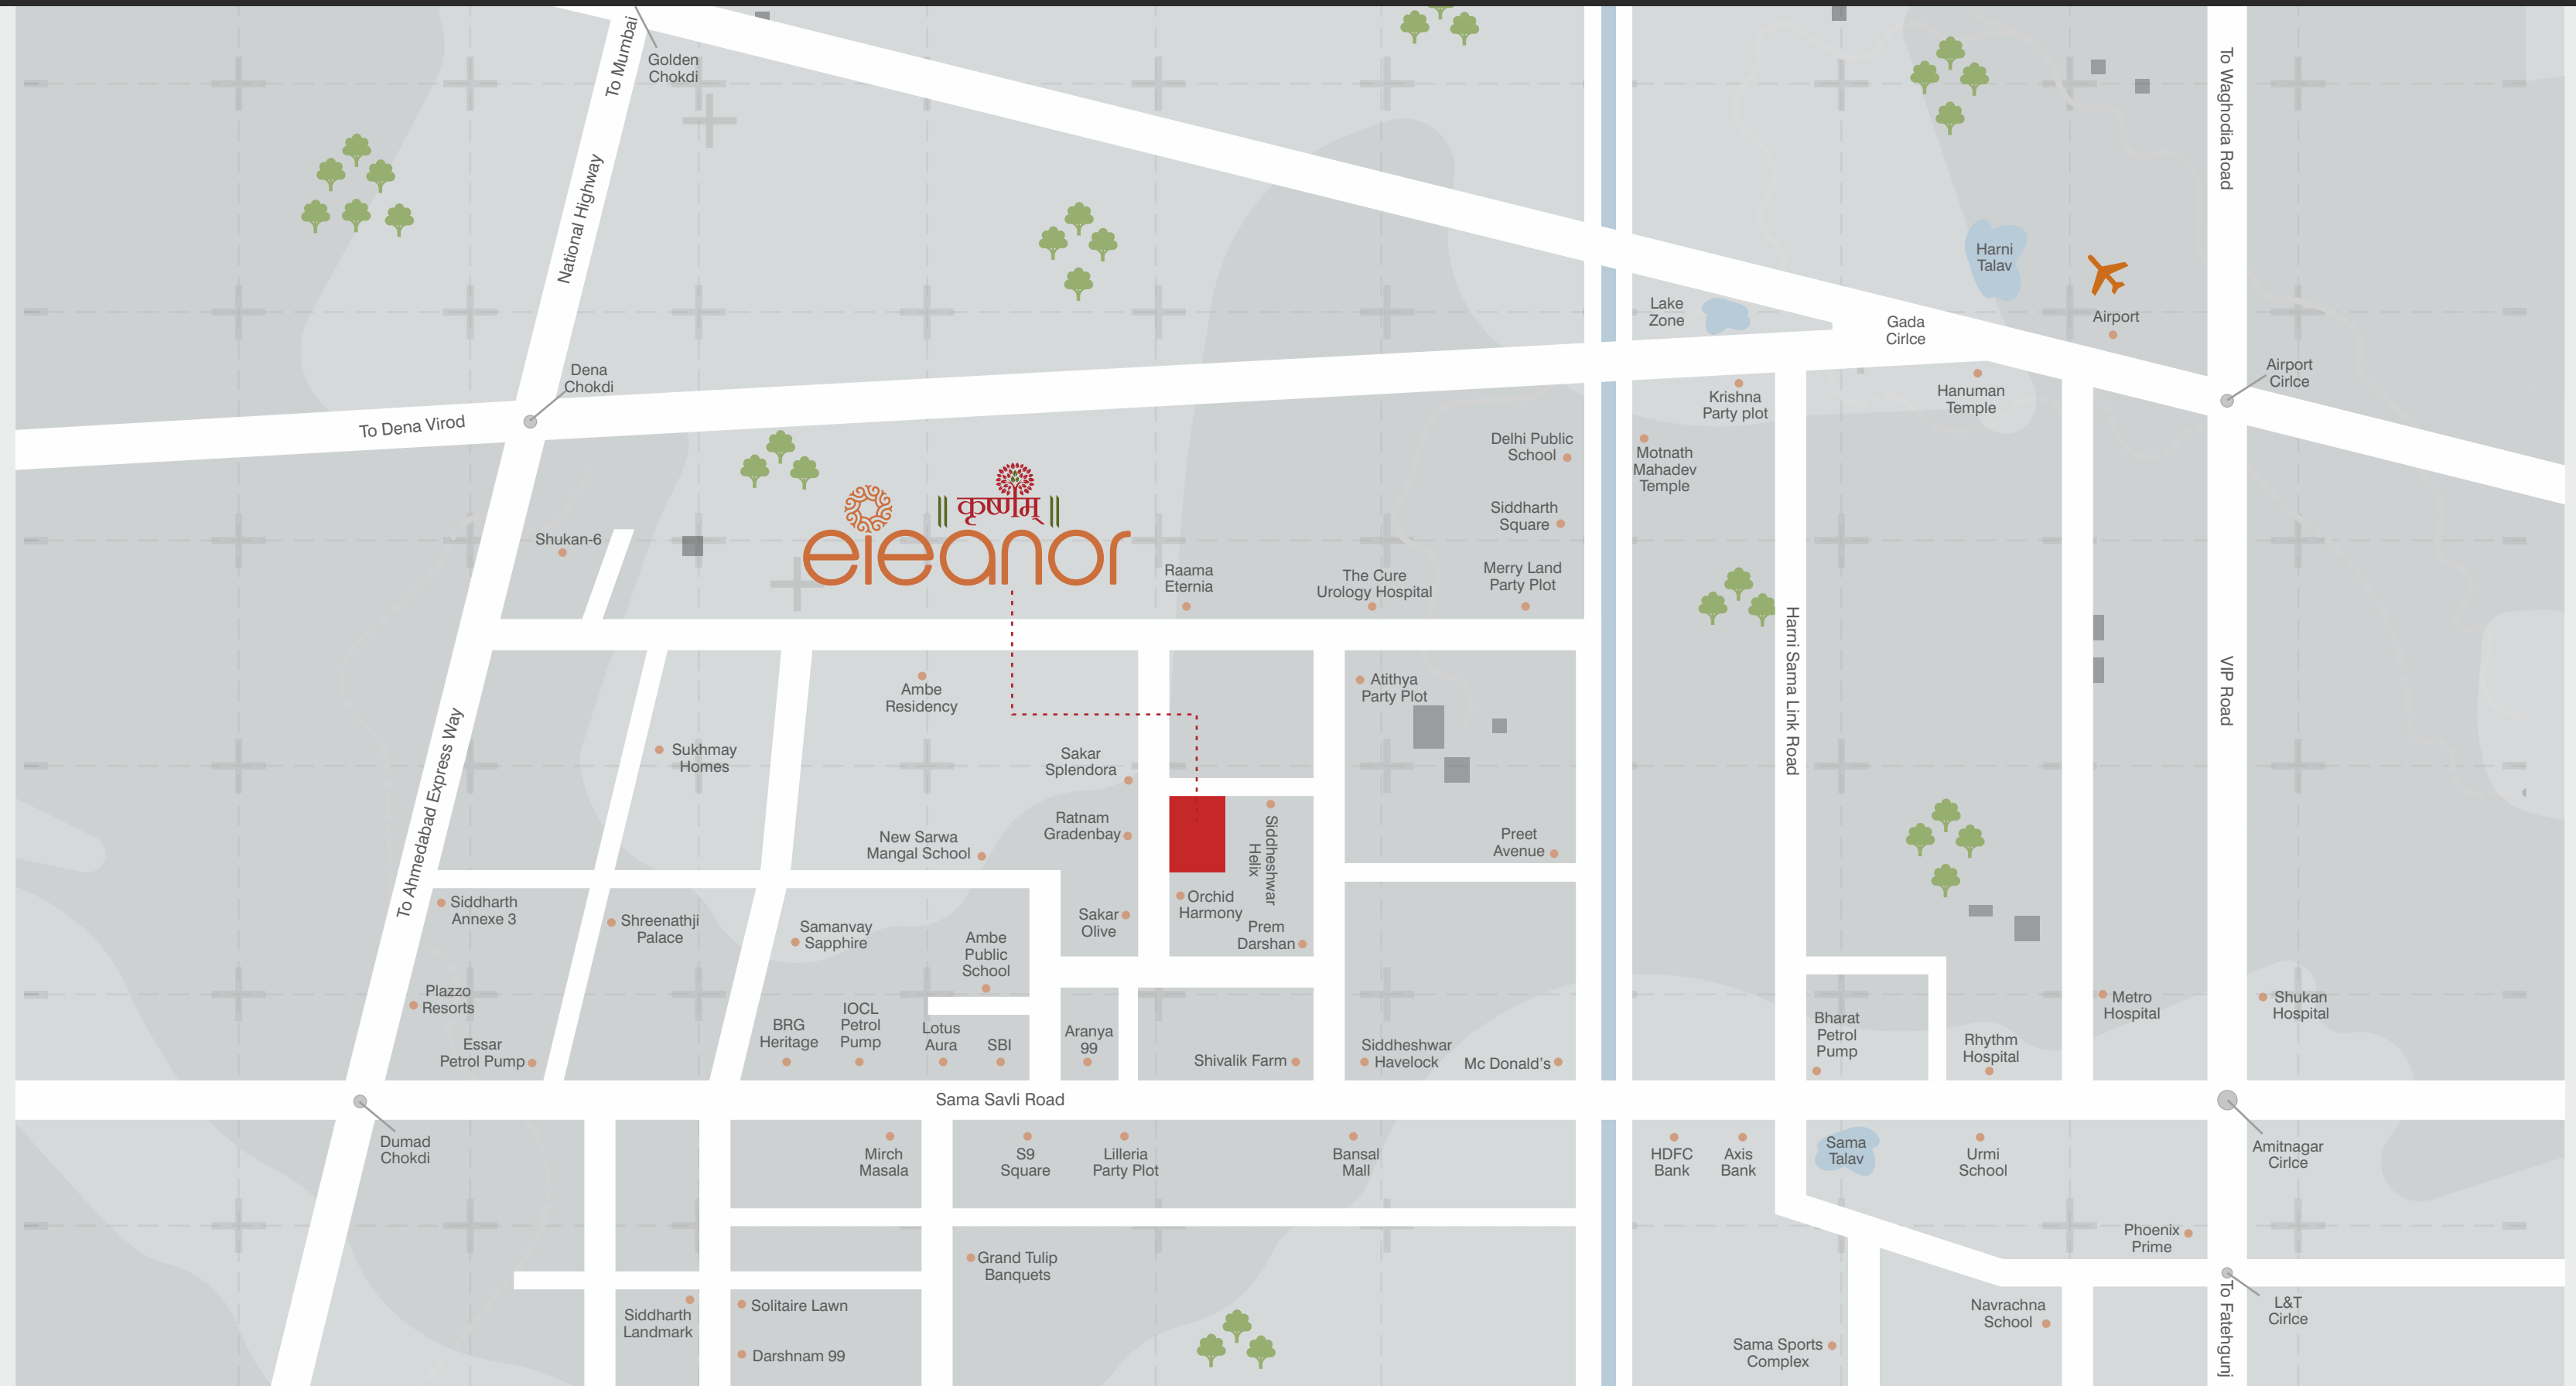 To Mumbai
Golden
Chokdi
To Waghodia Road
National Highway
Harni
Talav
Lake
Zone
Gada
Cirlce
Airport
Dena
Chokdi
Airport
Cirlce
To Dena Virod
Krishna
Party plot
Hanuman
Temple
Delhi Public
School
Motnath
Mahadev
Temple
॥ कृष्णम् ॥
eleanor
Siddharth
Square
Shukan-6
Raama
Eternia
The Cure
Urology Hospital
Merry Land
Party Plot
Harni Sama Link Road
VIP Road
Ambe
Residency
Atithya
Party Plot
To Ahmedabad Express Way
Sukhmay
Homes
Sakar
Splendora
Ratnam
Gradenbay
New Sarwa
Mangal School
Siddheshwar
Helix
Preet
Avenue
Siddharth
Annexe 3
Shreenathji
Palace
Samanvay
Sapphire
Sakar
Olive
Orchid
Harmony
Prem
Darshan
Ambe
Public
School
Plazzo
Resorts
Metro
Hospital
Shukan
Hospital
BRG
Heritage
IOCL
Petrol
Pump
Lotus
Aura
SBI
Aranya
99
Bharat
Petrol
Pump
Rhythm
Hospital
Essar
Petrol Pump
Shivalik Farm
Siddheshwar
Havelock
Mc Donald's
Sama Savli Road
Dumad
Chokdi
Mirch
Masala
S9
Square
Lilleria
Party Plot
Bansal
Mall
HDFC
Bank
Axis
Bank
Sama
Talav
Urmi
School
Amitnagar
Cirlce
Phoenix
Prime
Grand Tulip
Banquets
Siddharth
Landmark
Solitaire Lawn
Darshnam 99
Navrachna
School
L&T
Cirlce
To Fatehgunj
Sama Sports
Complex